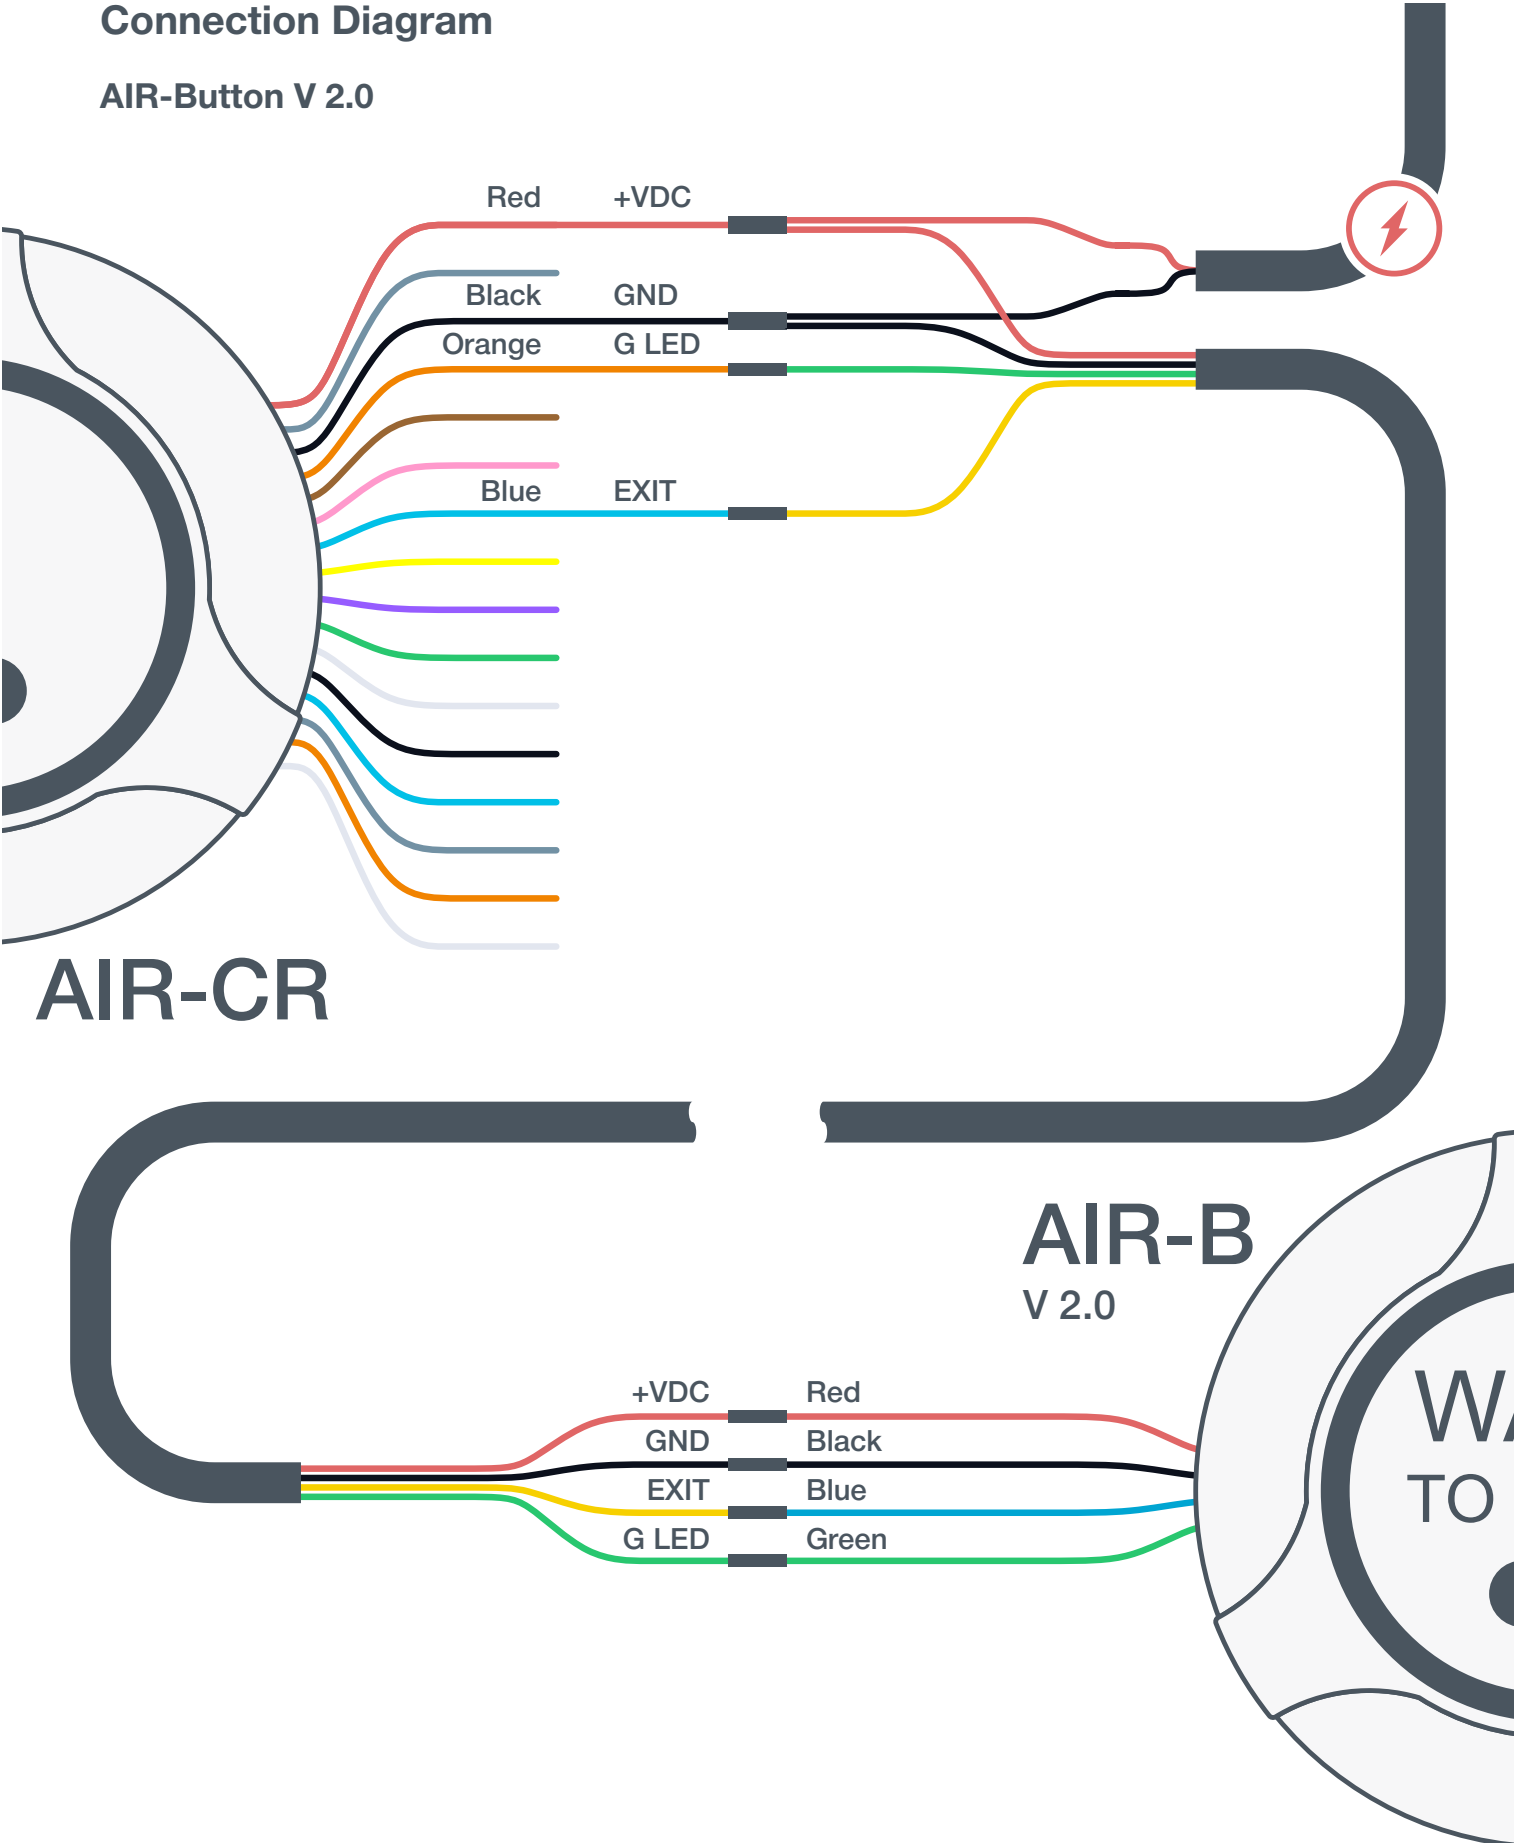 Connection Diagram
AIR-Button V 2.0
Red +VDC
Black GND
Orange G LED
Blue EXIT
AIR-CR
AIR-B
V 2.0
+VDC Red
GND Black
EXIT Blue
G LED Green
TO